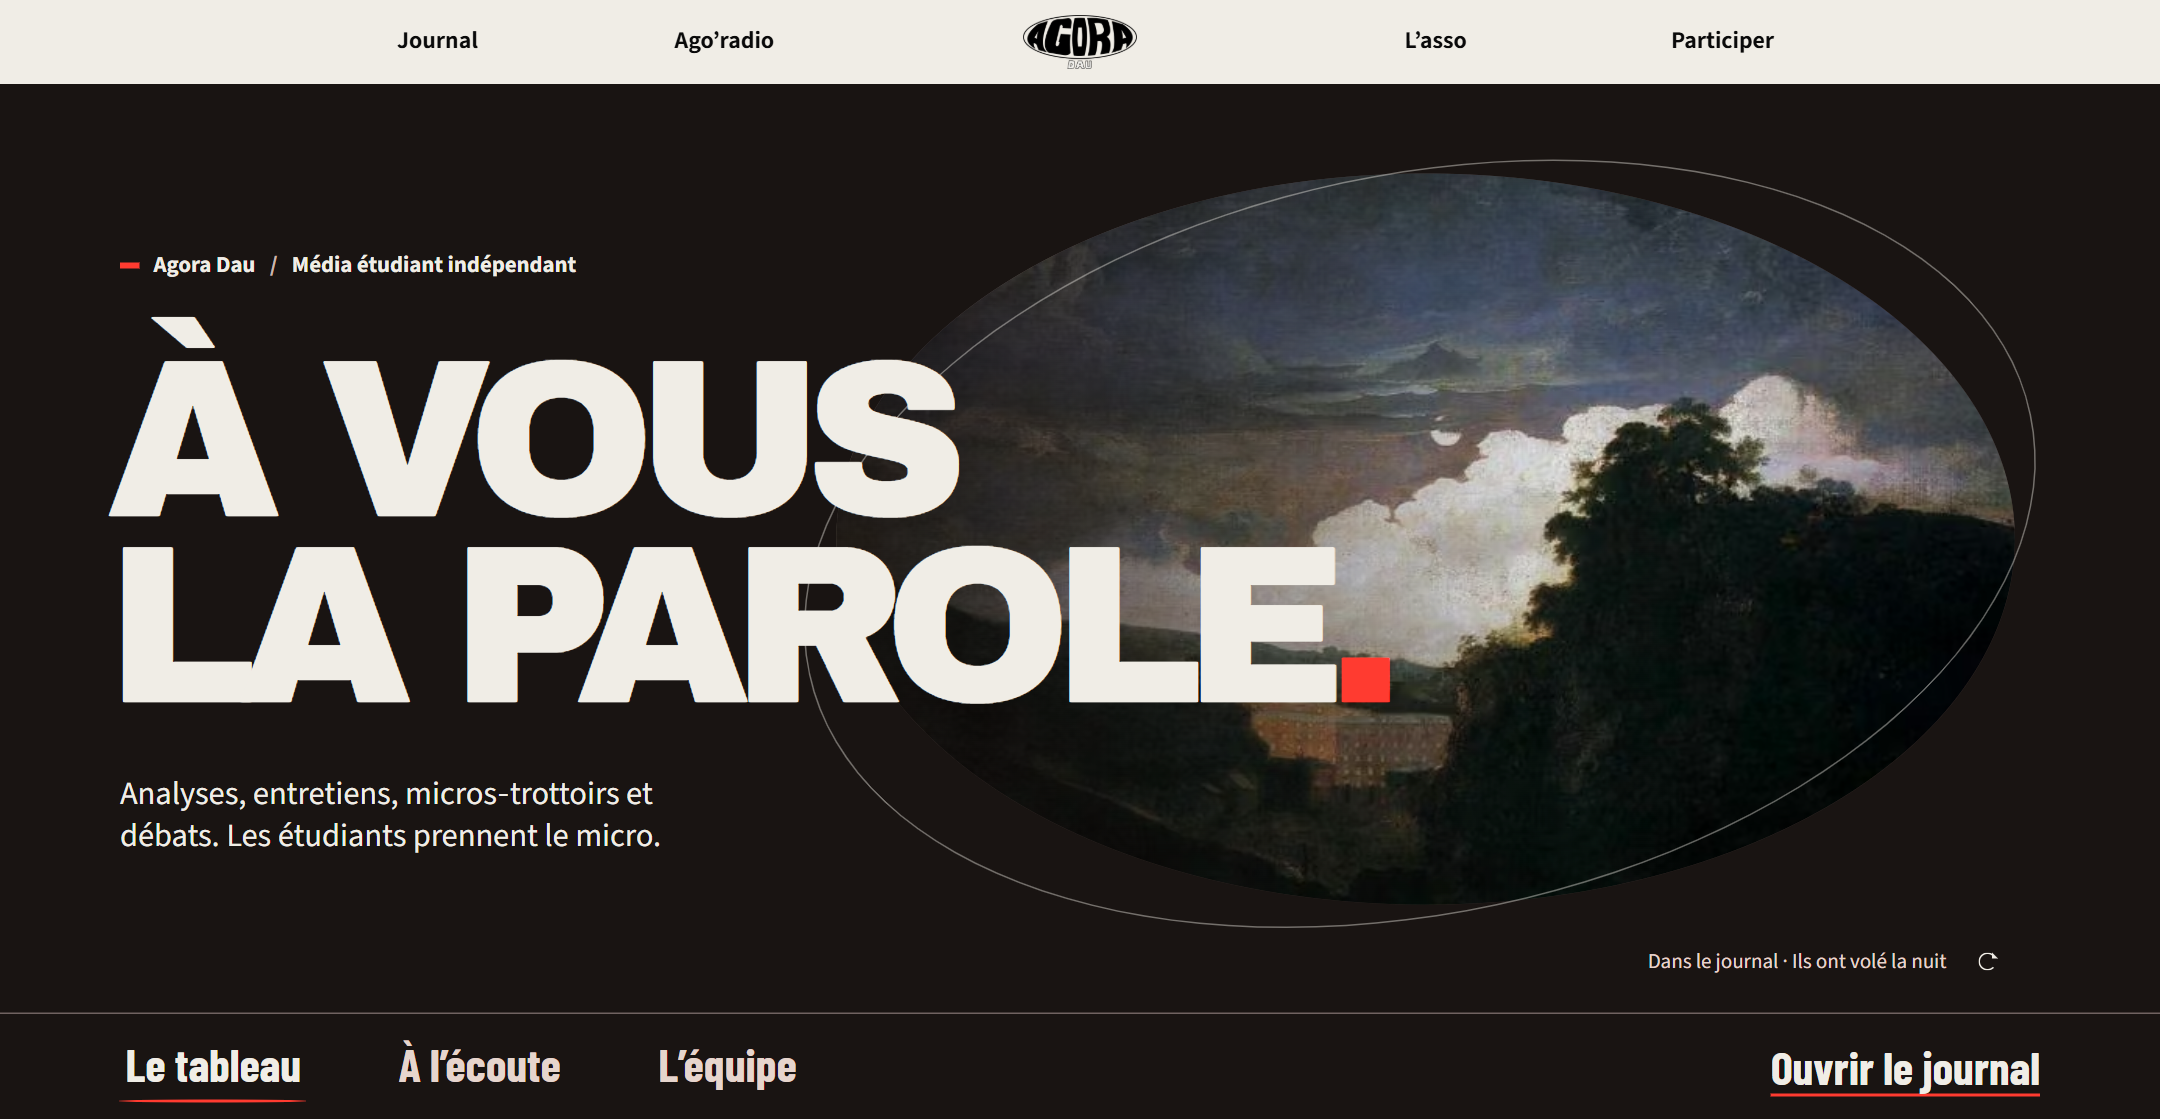 Journal
Ago’radio
AGORA
DAU
L’asso
Participer
Agora Dau / Média étudiant indépendant
À VOUS
LA PAROLE.
Analyses, entretiens, micros-trottoirs et
débats. Les étudiants prennent le micro.
Dans le journal · Ils ont volé la nuit
Le tableau
À l’écoute
L’équipe
Ouvrir le journal